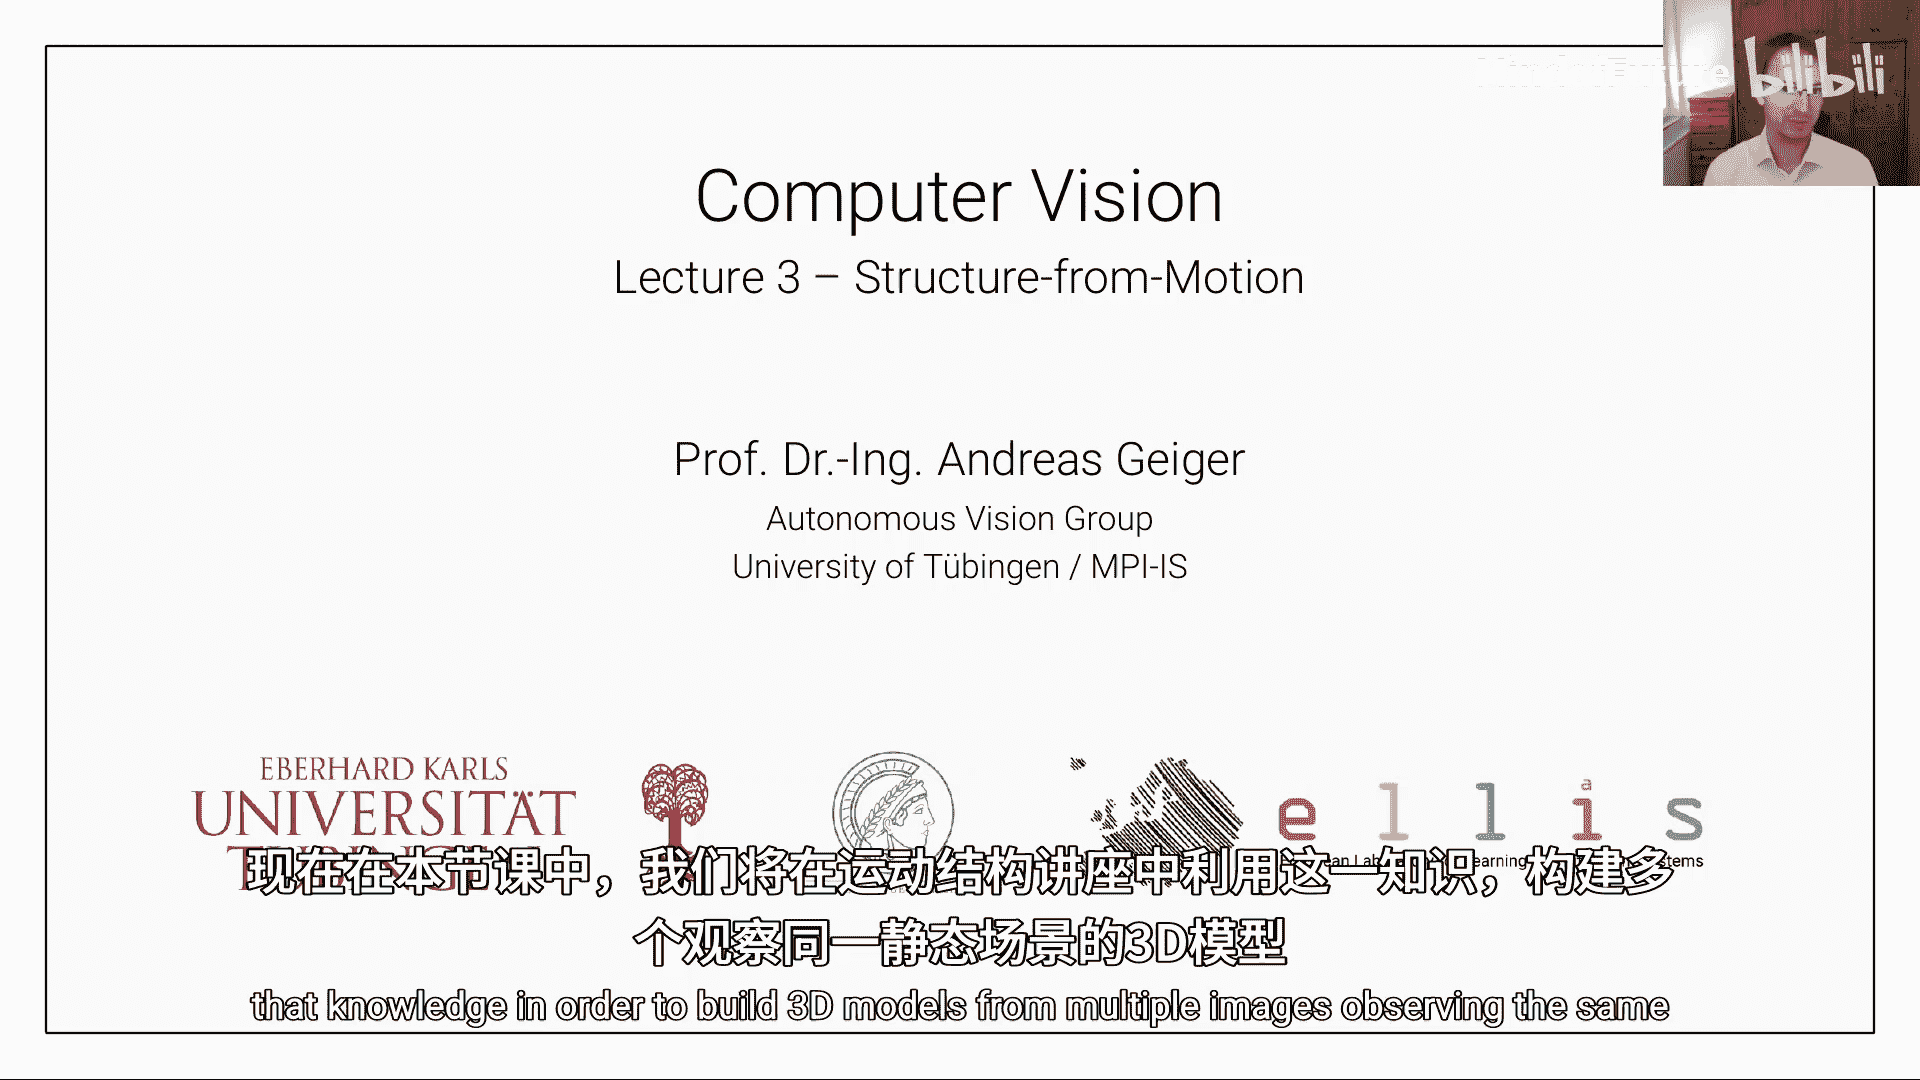 bilibili
Computer Vision
Lecture 3 – Structure-from-Motion
Prof. Dr.-Ing. Andreas Geiger
Autonomous Vision Group
University of Tübingen / MPI-IS
EBERHARD KARLS
UNIVERSITÄT
ellis
现在在本节课中，我们将在运动结构讲座中利用这一知识，构建多
个观察同一静态场景的3D模型
that knowledge in order to build 3D models from multiple images observing the same